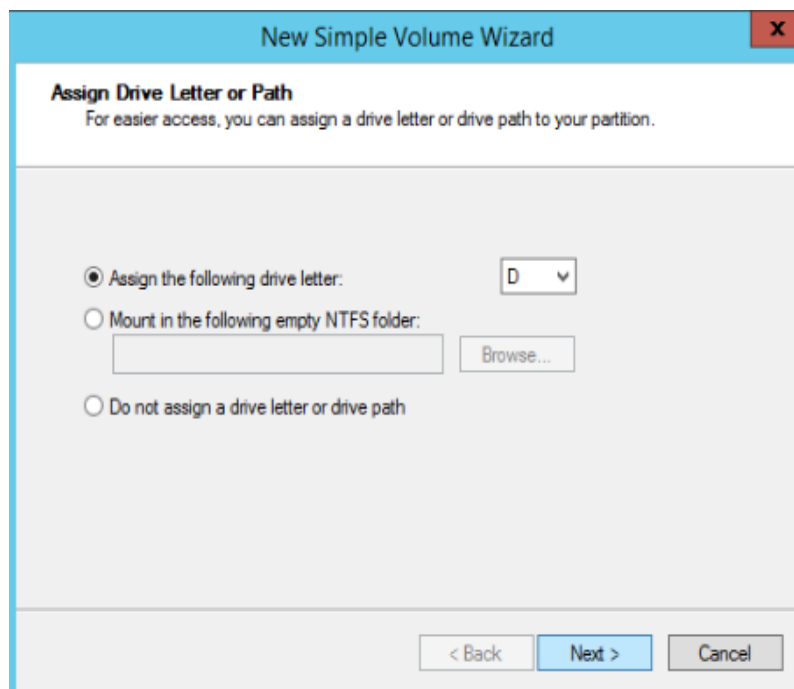 New Simple Volume Wizard
x
Assign Drive Letter or Path
For easier access, you can assign a drive letter or drive path to your partition.
Assign the following drive letter: D
Mount in the following empty NTFS folder:
Browse...
Do not assign a drive letter or drive path
< Back Next > Cancel